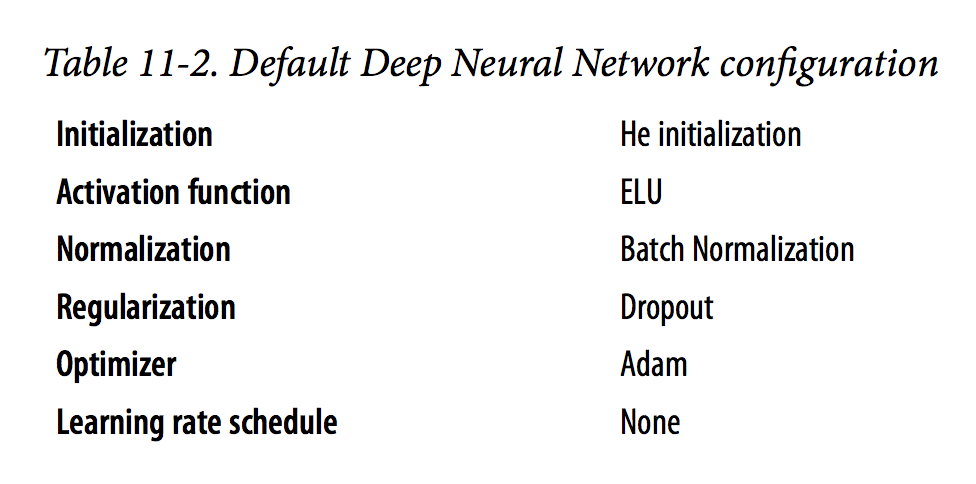 Table 11-2. Default Deep Neural Network configuration
Initialization He initialization
Activation function ELU
Normalization Batch Normalization
Regularization Dropout
Optimizer Adam
Learning rate schedule None